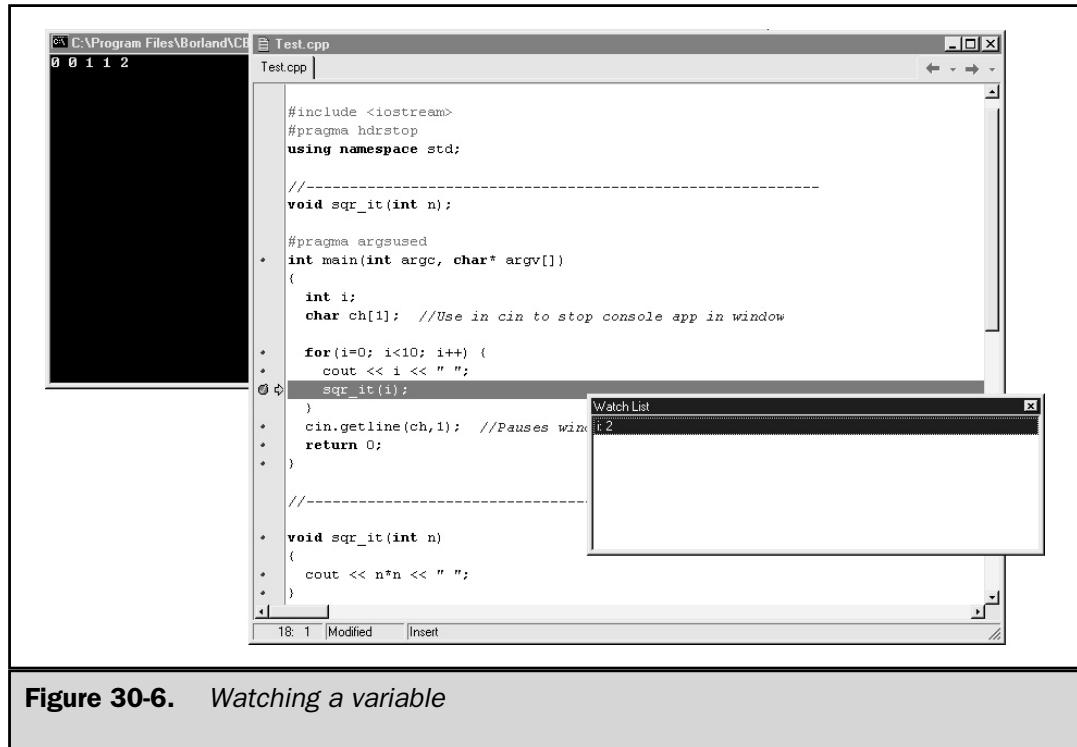 C:\Program Files\Borland\CB
0 0 1 1 2
Test.cpp
Test.cpp
#include <iostream>
#pragma hdrstop
using namespace std;
//-----------------------------------------------------------
void sqr_it(int n);
#pragma argsused
int main(int argc, char* argv[])
{
int i;
char ch[1];  //Use in cin to stop console app in window
for(i=0; i<10; i++) {
cout << i << " ";
sqr_it(i);
}
cin.getline(ch,1);  //Pauses win
return 0;
}
//---------------------------------
void sqr_it(int n)
{
cout << n*n << " ";
}
18: 1 Modified Insert
Watch List
i: 2
Figure 30-6. Watching a variable